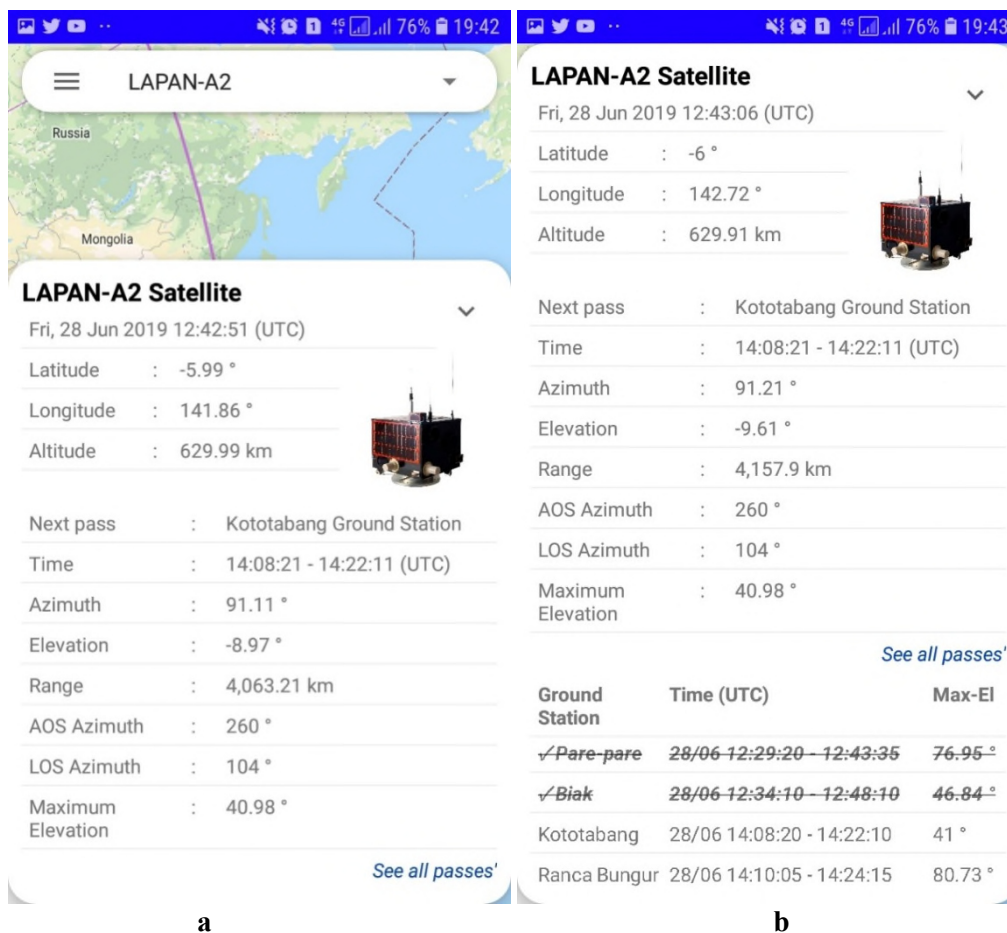 76% 19:42
LAPAN-A2
Russia
Mongolia
LAPAN-A2 Satellite
Fri, 28 Jun 2019 12:42:51 (UTC)
Latitude : -5.99 °
Longitude : 141.86 °
Altitude : 629.99 km
Next pass : Kototabang Ground Station
Time : 14:08:21 - 14:22:11 (UTC)
Azimuth : 91.11 °
Elevation : -8.97 °
Range : 4,063.21 km
AOS Azimuth : 260 °
LOS Azimuth : 104 °
Maximum : 40.98 °
Elevation
See all passes'
a
1 4G 76% 19:43
LAPAN-A2 Satellite
Fri, 28 Jun 2019 12:43:06 (UTC)
Latitude : -6 °
Longitude : 142.72 °
Altitude : 629.91 km
Next pass : Kototabang Ground Station
Time : 14:08:21 - 14:22:11 (UTC)
Azimuth : 91.21 °
Elevation : -9.61 °
Range : 4,157.9 km
AOS Azimuth : 260 °
LOS Azimuth : 104 °
Maximum : 40.98 °
Elevation
See all passes'
Ground Time (UTC) Max-El
Station
✓Pare-pare 28/06 12:29:20 - 12:43:35 76.95 °
✓Biak 28/06 12:34:10 - 12:48:10 46.84 °
Kototabang 28/06 14:08:20 - 14:22:10 41 °
Ranca Bungur 28/06 14:10:05 - 14:24:15 80.73 °
b